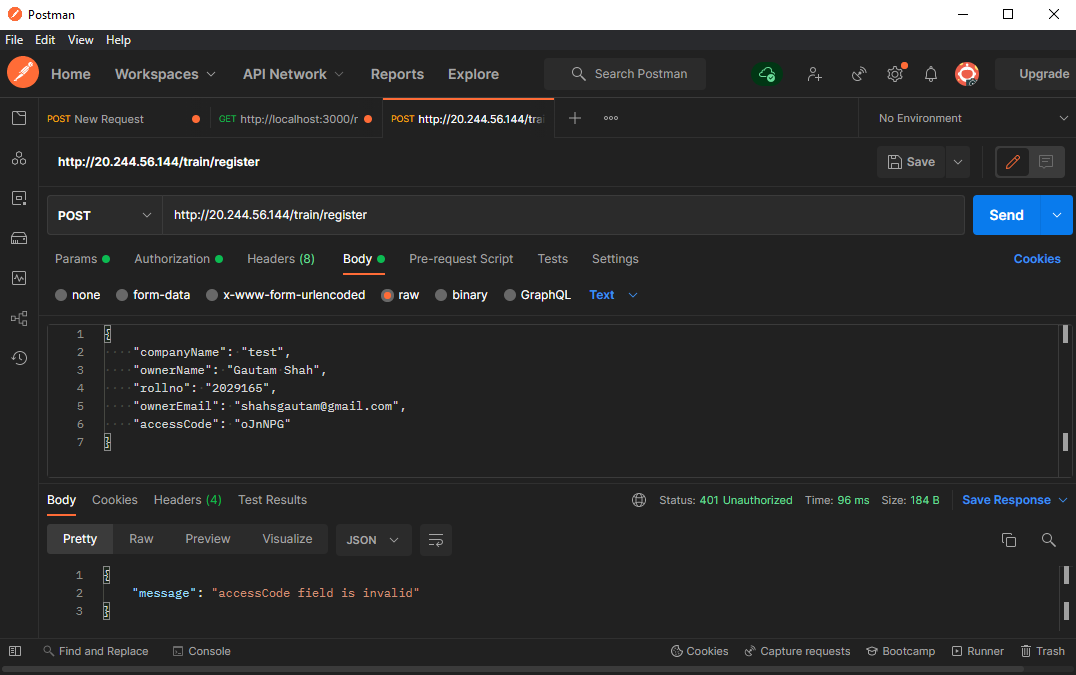 Postman
File Edit View Help
Home Workspaces API Network Reports Explore Search Postman Upgrade
POST New Request GET http://localhost:3000/r POST http://20.244.56.144/trai No Environment
http://20.244.56.144/train/register Save
POST http://20.244.56.144/train/register Send
Params Authorization Headers (8) Body Pre-request Script Tests Settings Cookies
none form-data x-www-form-urlencoded raw binary GraphQL Text
1 {
2 "companyName": "test",
3 "ownerName": "Gautam Shah",
4 "rollno": "2029165",
5 "ownerEmail": "shahsgautam@gmail.com",
6 "accessCode": "oJnNPG"
7 }
Body Cookies Headers (4) Test Results Status: 401 Unauthorized Time: 96 ms Size: 184 B Save Response
Pretty Raw Preview Visualize JSON
1 {
2 "message": "accessCode field is invalid"
3 }
Find and Replace Console Cookies Capture requests Bootcamp Runner Trash